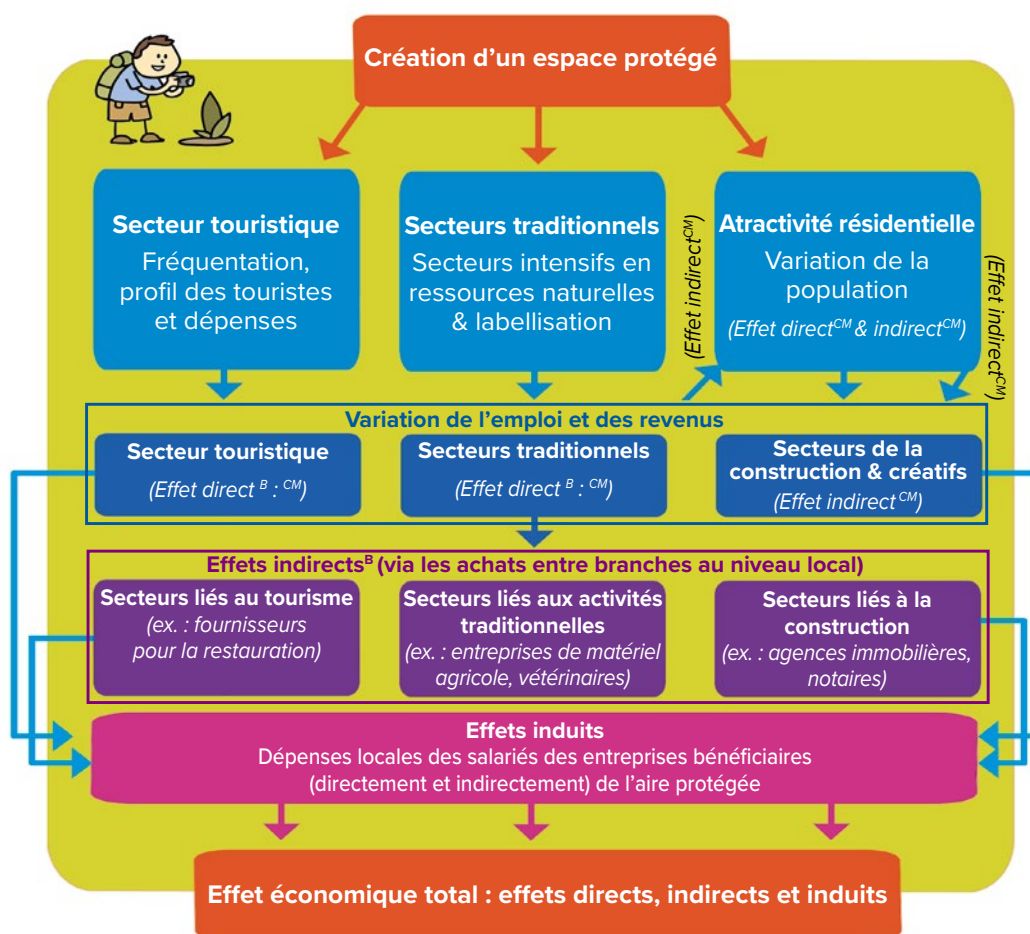 Création d’un espace protégé
Secteur touristique
Fréquentation,
profil des touristes
et dépenses
Secteurs traditionnels
Secteurs intensifs en
ressources naturelles
& labellisation
(Effet indirectCM)
Atractivité résidentielle
Variation de la
population
(Effet directCM & indirectCM)
(Effet indirectCM)
Variation de l’emploi et des revenus
Secteur touristique
(Effet direct B : CM)
Secteurs traditionnels
(Effet direct B : CM)
Secteurs de la
construction & créatifs
(Effet indirect CM)
Effets indirectsB (via les achats entre branches au niveau local)
Secteurs liés au tourisme
(ex. : fournisseurs
pour la restauration)
Secteurs liés aux activités
traditionnelles
(ex. : entreprises de matériel
agricole, vétérinaires)
Secteurs liés à la
construction
(ex. : agences immobilières,
notaires)
Effets induits
Dépenses locales des salariés des entreprises bénéficiaires
(directement et indirectement) de l’aire protégée
Effet économique total : effets directs, indirects et induits